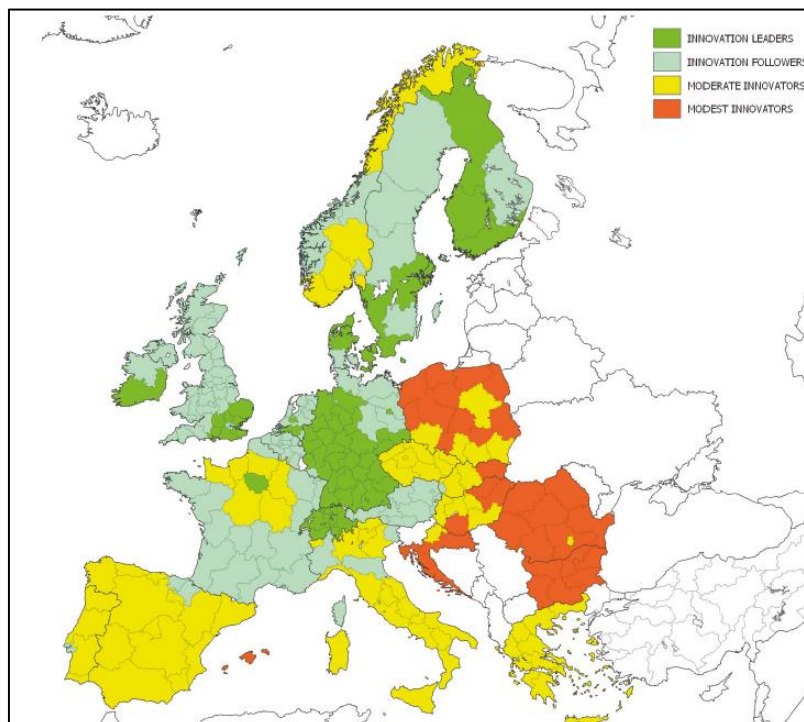 INNOVATION LEADERS
INNOVATION FOLLOWERS
MODERATE INNOVATORS
MODEST INNOVATORS